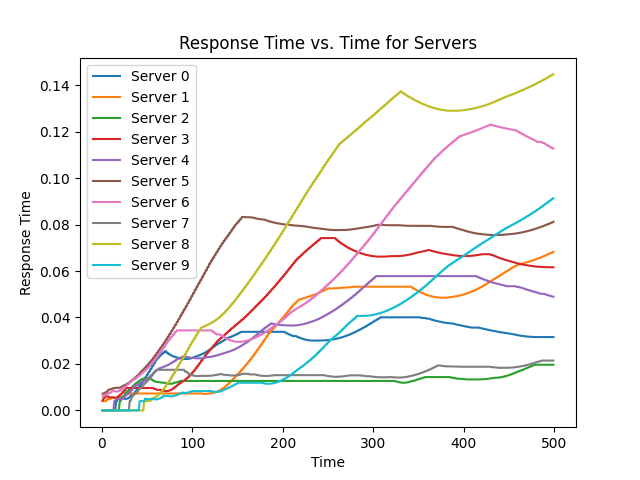 Response Time vs. Time for Servers
Response Time
0.14
0.12
0.10
0.08
0.06
0.04
0.02
0.00
Server 0
Server 1
Server 2
Server 3
Server 4
Server 5
Server 6
Server 7
Server 8
Server 9
0
100
200
300
400
500
Time